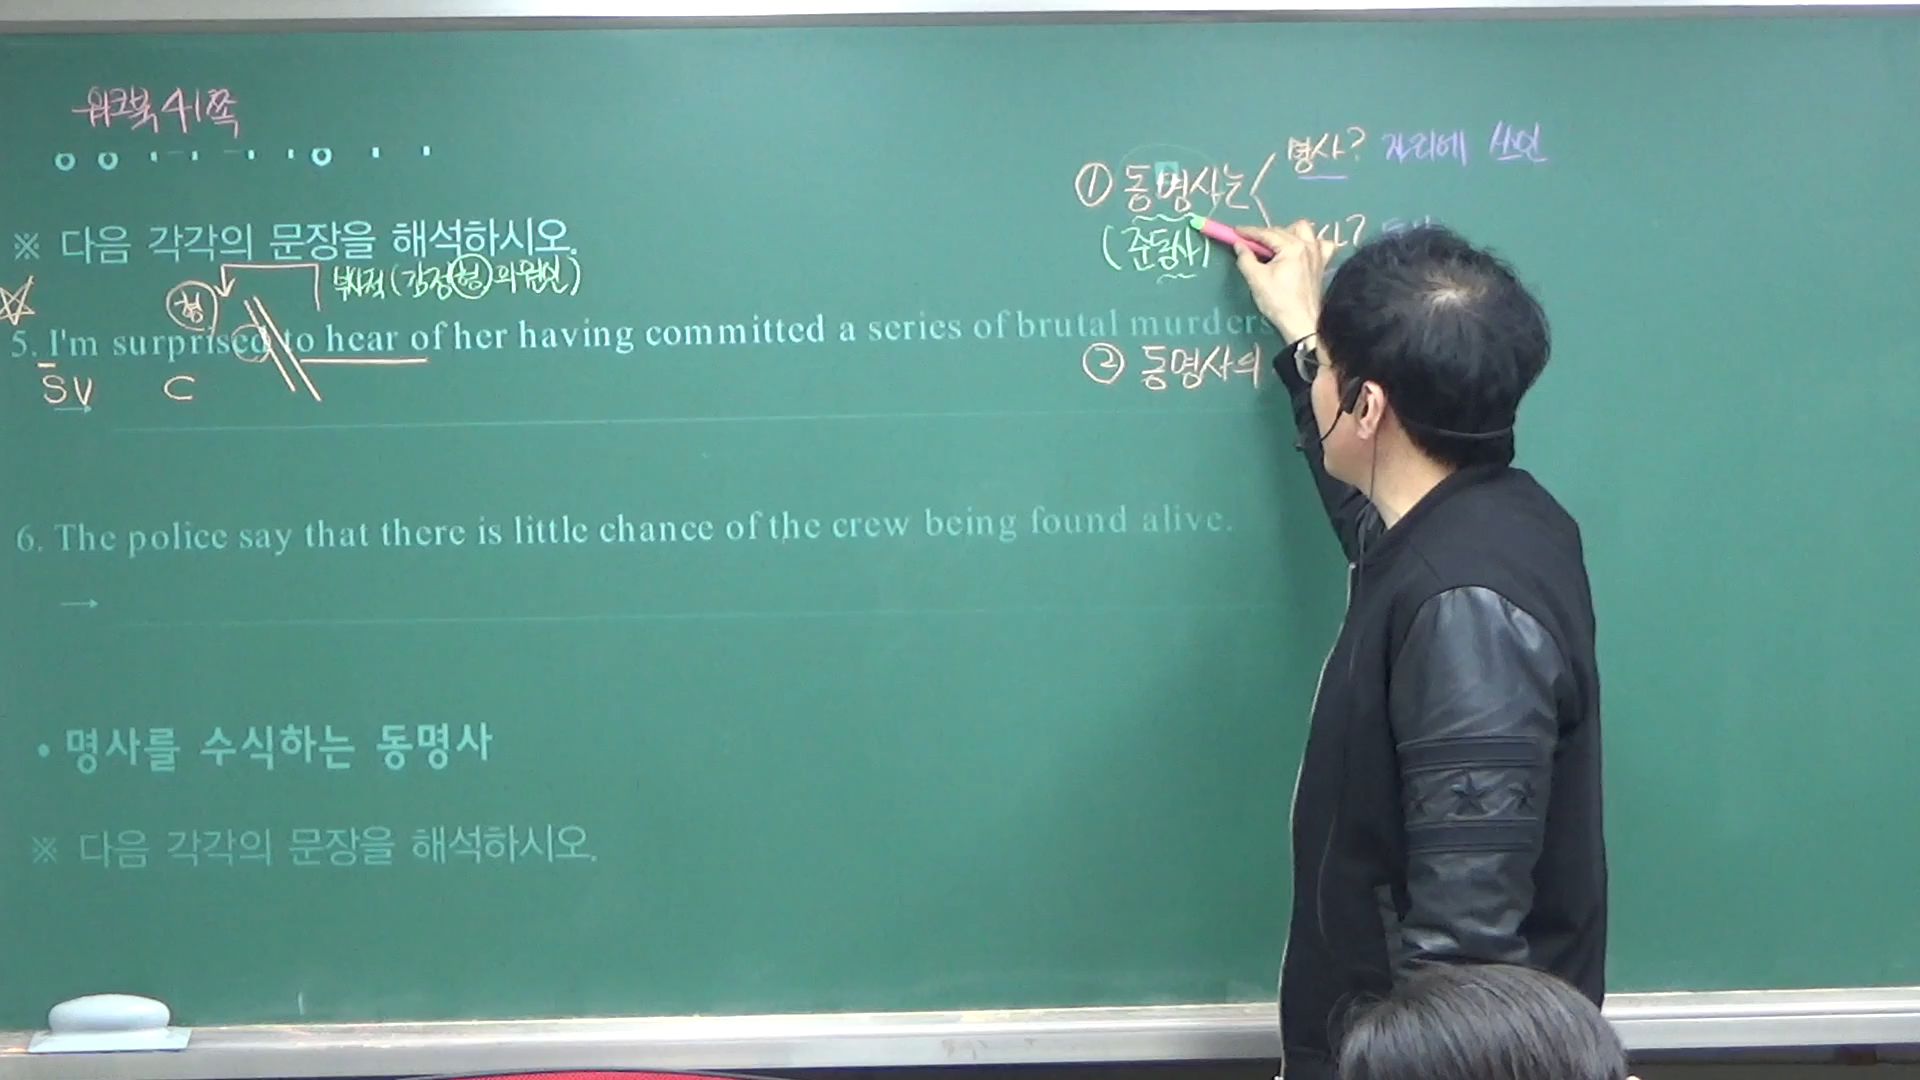 워크북 41쪽
※ 다음 각각의 문장을 해석하시오.
부사적 (감정형의 원인)
형
5. I'm surprised to hear of her having committed a series of brutal murders
S V C
6. The police say that there is little chance of the crew being found alive.
→
• 명사를 수식하는 동명사
※ 다음 각각의 문장을 해석하시오.
① 동명사는 명사? 자리에 쓰인
(준동사)
사?
② 동명사의